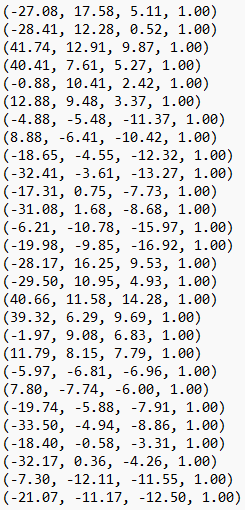 (-27.08, 17.58, 5.11, 1.00)
(-28.41, 12.28, 0.52, 1.00)
(41.74, 12.91, 9.87, 1.00)
(40.41, 7.61, 5.27, 1.00)
(-0.88, 10.41, 2.42, 1.00)
(12.88, 9.48, 3.37, 1.00)
(-4.88, -5.48, -11.37, 1.00)
(8.88, -6.41, -10.42, 1.00)
(-18.65, -4.55, -12.32, 1.00)
(-32.41, -3.61, -13.27, 1.00)
(-17.31, 0.75, -7.73, 1.00)
(-31.08, 1.68, -8.68, 1.00)
(-6.21, -10.78, -15.97, 1.00)
(-19.98, -9.85, -16.92, 1.00)
(-28.17, 16.25, 9.53, 1.00)
(-29.50, 10.95, 4.93, 1.00)
(40.66, 11.58, 14.28, 1.00)
(39.32, 6.29, 9.69, 1.00)
(-1.97, 9.08, 6.83, 1.00)
(11.79, 8.15, 7.79, 1.00)
(-5.97, -6.81, -6.96, 1.00)
(7.80, -7.74, -6.00, 1.00)
(-19.74, -5.88, -7.91, 1.00)
(-33.50, -4.94, -8.86, 1.00)
(-18.40, -0.58, -3.31, 1.00)
(-32.17, 0.36, -4.26, 1.00)
(-7.30, -12.11, -11.55, 1.00)
(-21.07, -11.17, -12.50, 1.00)